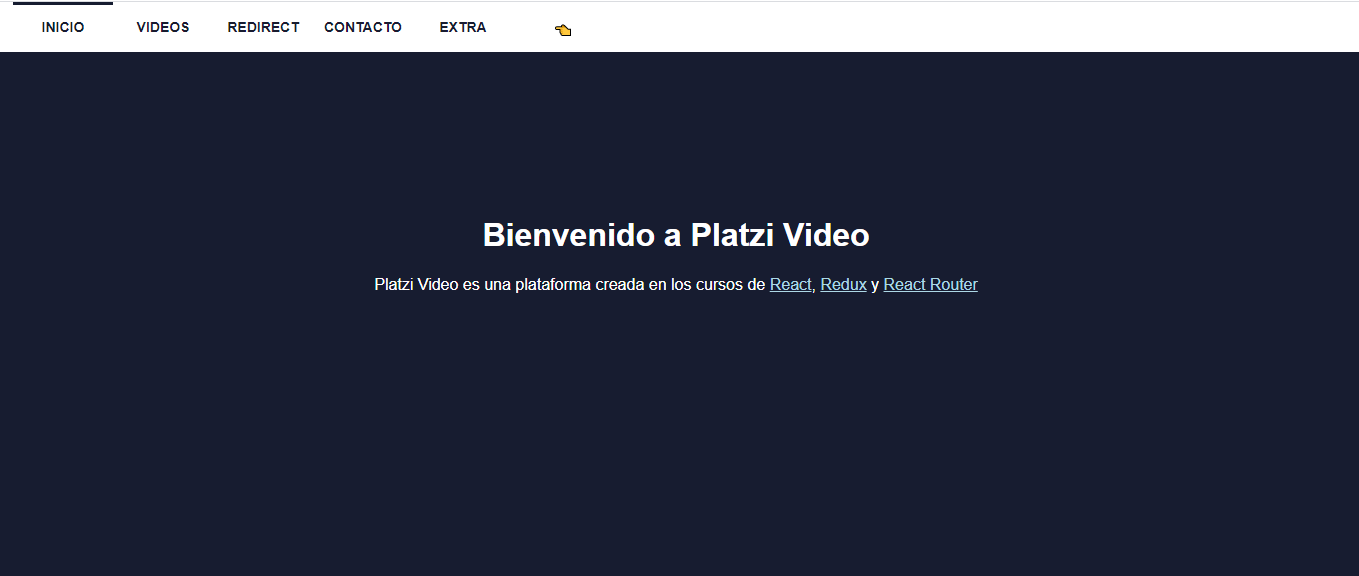 INICIO VIDEOS REDIRECT CONTACTO EXTRA 👈
Bienvenido a Platzi Video
Platzi Video es una plataforma creada en los cursos de React, Redux y React Router